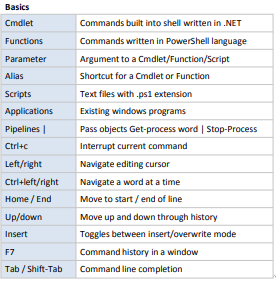 Basics
Cmdlet Commands built into shell written in .NET
Functions Commands written in PowerShell language
Parameter Argument to a Cmdlet/Function/Script
Alias Shortcut for a Cmdlet or Function
Scripts Text files with .ps1 extension
Applications Existing windows programs
Pipelines | Pass objects Get-process word | Stop-Process
Ctrl+c Interrupt current command
Left/right Navigate editing cursor
Ctrl+left/right Navigate a word at a time
Home / End Move to start / end of line
Up/down Move up and down through history
Insert Toggles between insert/overwrite mode
F7 Command history in a window
Tab / Shift-Tab Command line completion